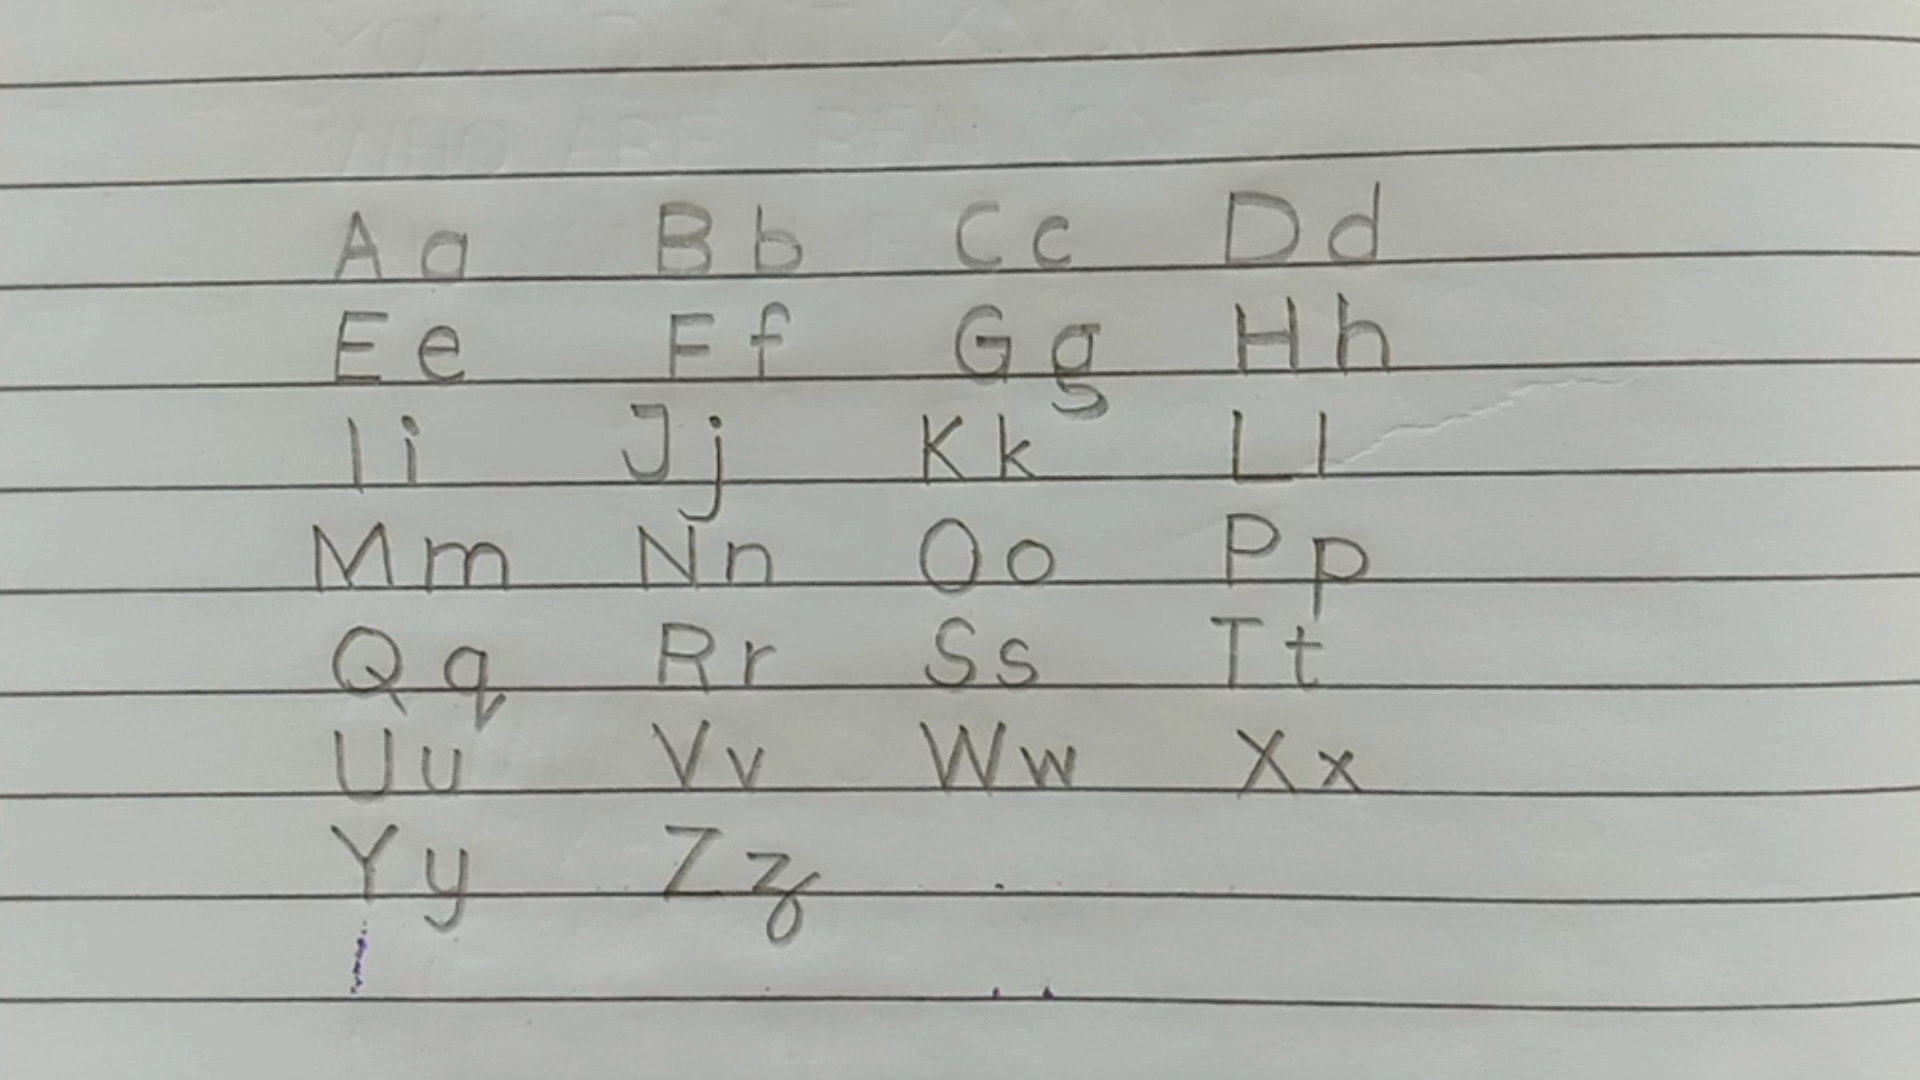 Aa Bb Cc Dd
Ee Ff Gg Hh
Ii Jj Kk Ll
Mm Nn Oo Pp
Qq Rr Ss Tt
Uu Vv Ww Xx
Yy Zz